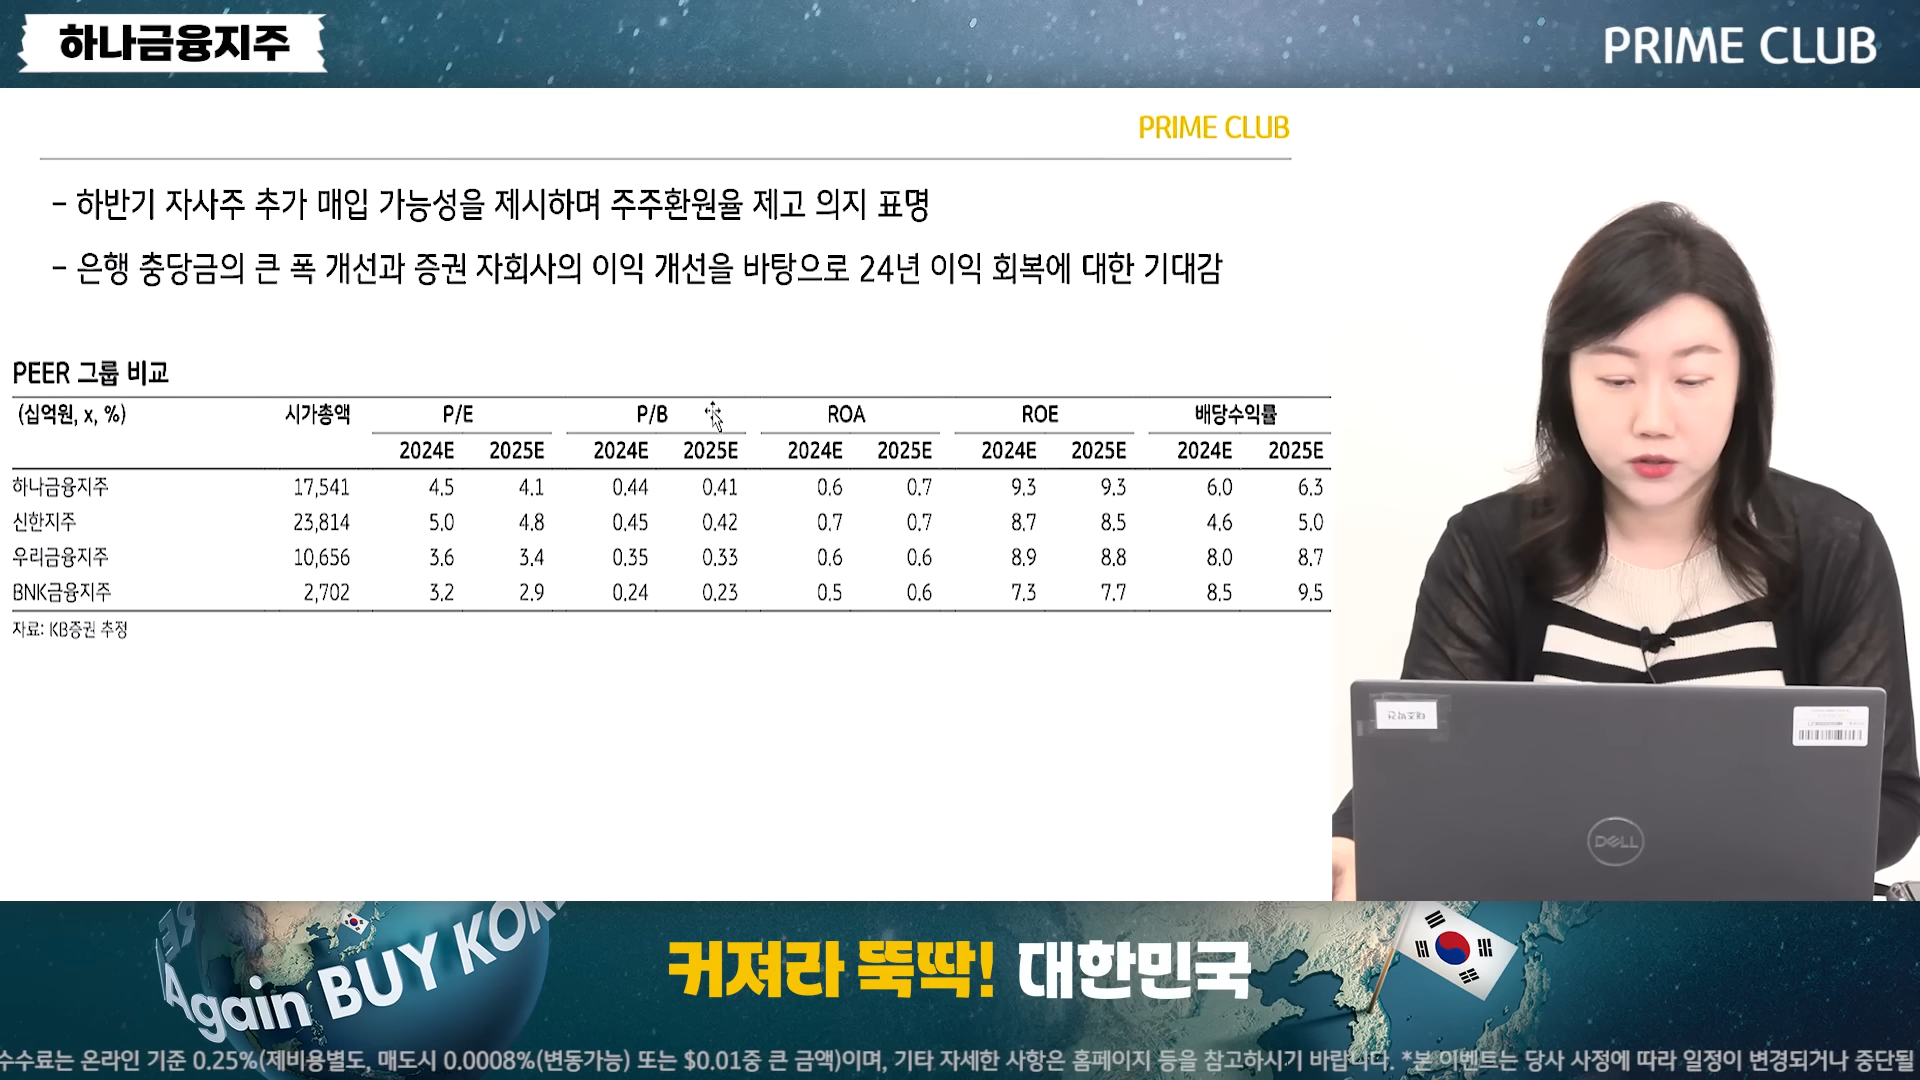 하나금융지주
PRIME CLUB
PRIME CLUB
- 하반기 자사주 추가 매입 가능성을 제시하며 주주환원율 제고 의지 표명
- 은행 충당금의 큰 폭 개선과 증권 자회사의 이익 개선을 바탕으로 24년 이익 회복에 대한 기대감
PEER 그룹 비교
(십억원, x, %) 시가총액 P/E P/B ROA ROE 배당수익률
2024E 2025E 2024E 2025E 2024E 2025E 2024E 2025E 2024E 2025E
하나금융지주 17,541 4.5 4.1 0.44 0.41 0.6 0.7 9.3 9.3 6.0 6.3
신한지주 23,814 5.0 4.8 0.45 0.42 0.7 0.7 8.7 8.5 4.6 5.0
우리금융지주 10,656 3.6 3.4 0.35 0.33 0.6 0.6 8.9 8.8 8.0 8.7
BNK금융지주 2,702 3.2 2.9 0.24 0.23 0.5 0.6 7.3 7.7 8.5 9.5
자료: KB증권 추정
DELL
Again BUY KOR
커져라 뚝딱! 대한민국
수수료는 온라인 기준 0.25%(제비용별도, 매도시 0.0008%(변동가능) 또는 $0.01중 큰 금액)이며, 기타 자세한 사항은 홈페이지 등을 참고하시기 바랍니다. *본 이벤트는 당사 사정에 따라 일정이 변경되거나 중단될